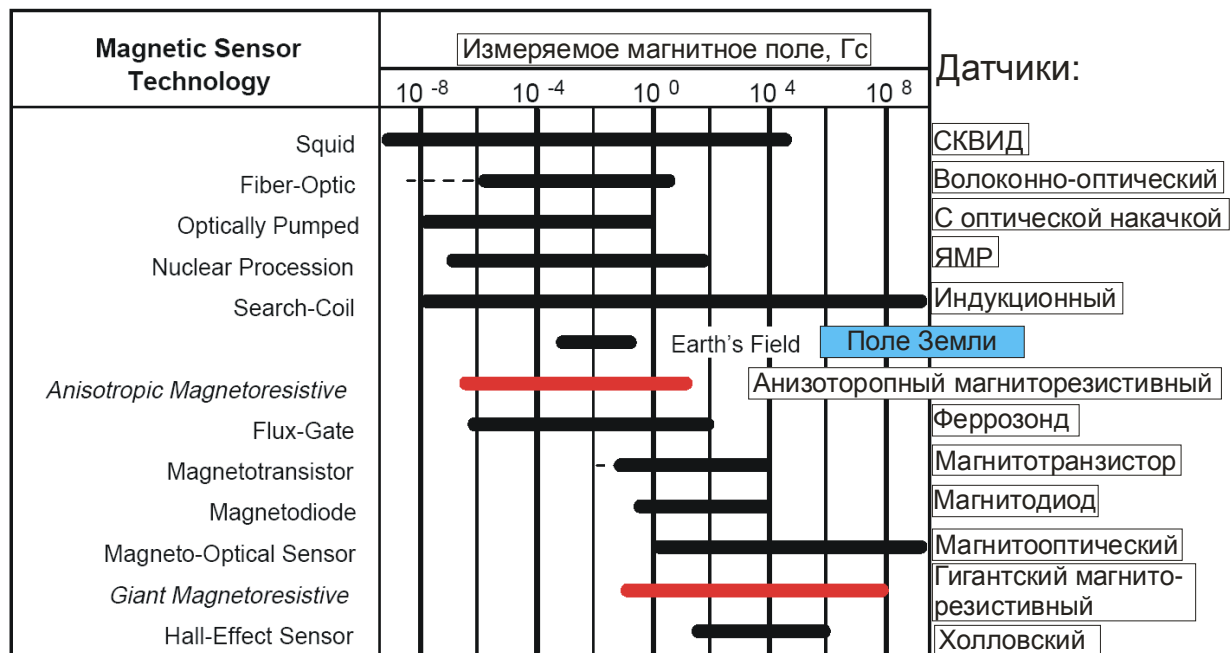 Magnetic Sensor
Technology
Измеряемое магнитное поле, Гс
Датчики:
10 -8 10 -4 10 0 10 4 10 8
Squid СКВИД
Fiber-Optic Волоконно-оптический
Optically Pumped С оптической накачкой
Nuclear Procession ЯМР
Search-Coil Индукционный
Earth's Field Поле Земли
Anisotropic Magnetoresistive Анизоторопный магниторезистивный
Flux-Gate Феррозонд
Magnetotransistor Магнитотранзистор
Magnetodiode Магнитодиод
Magneto-Optical Sensor Магнитооптический
Giant Magnetoresistive Гигантский магнито-
резистивный
Hall-Effect Sensor Холловский